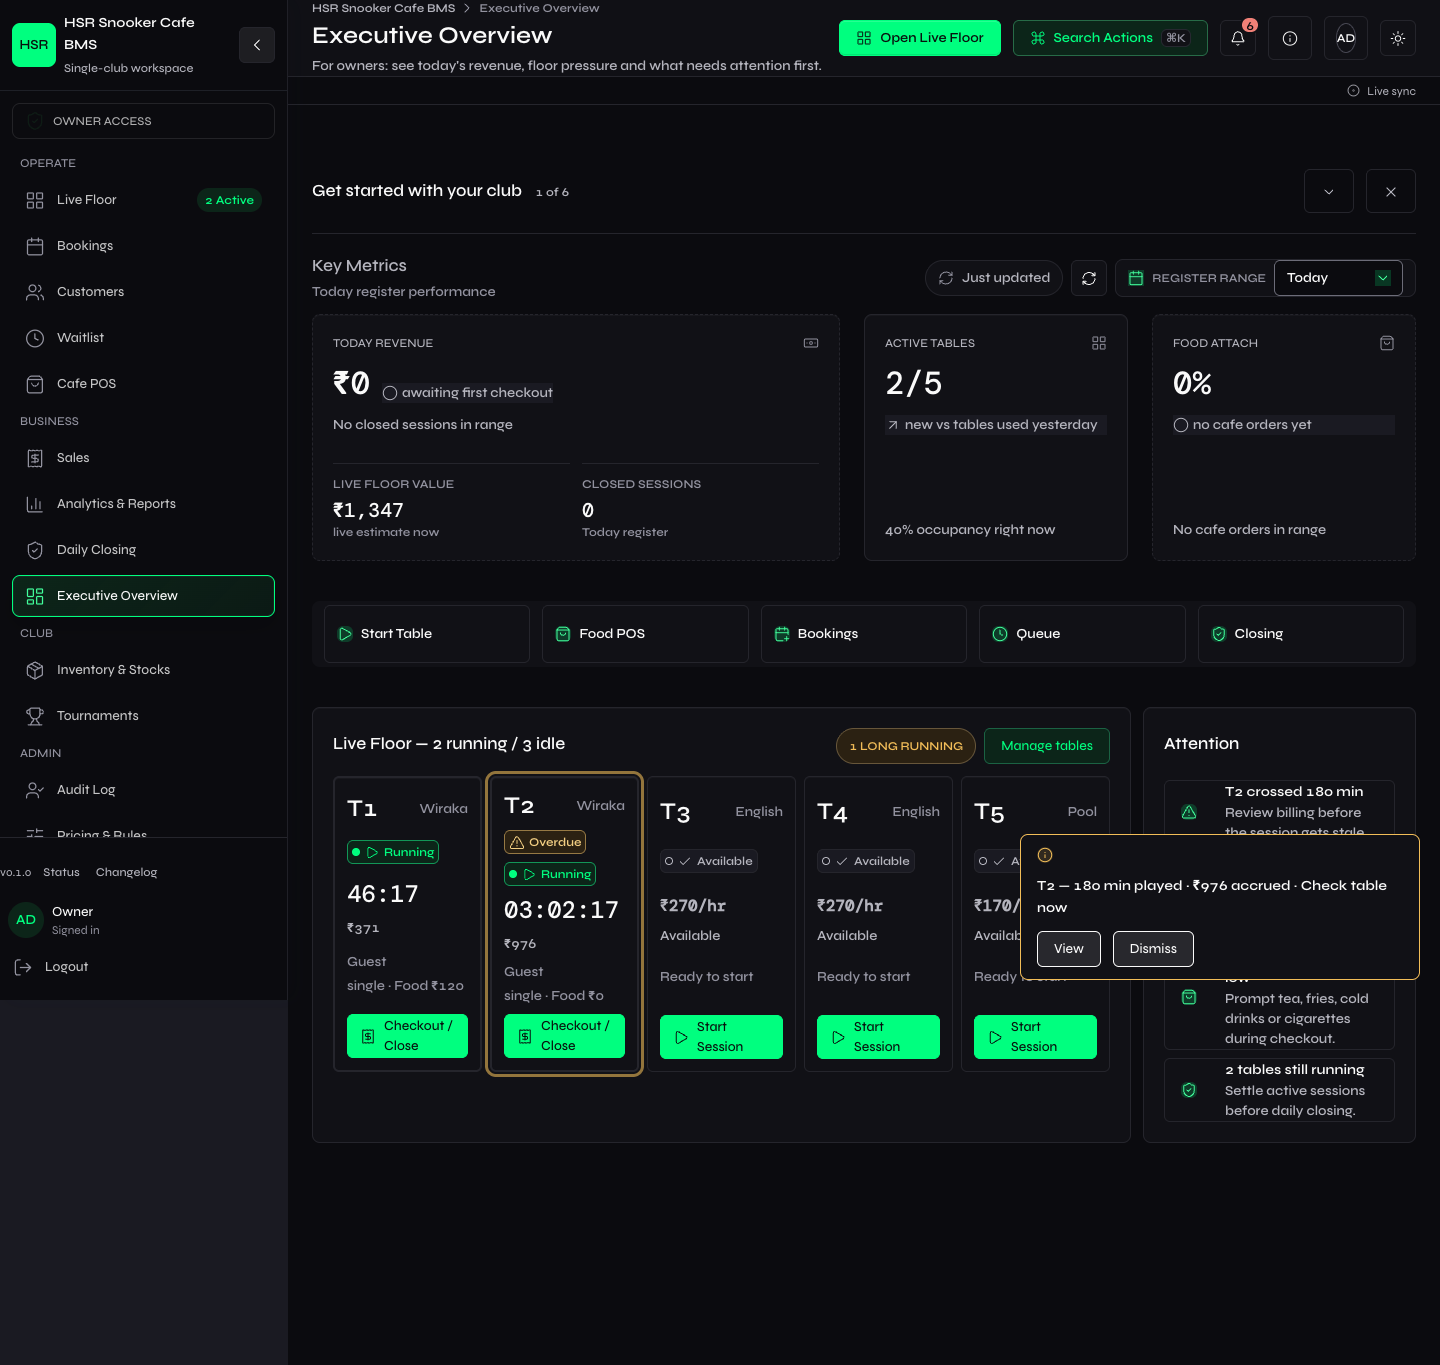 HSR
HSR Snooker Cafe
BMS
Single-club workspace
OWNER ACCESS
OPERATE
Live Floor
2 Active
Bookings
Customers
Waitlist
Cafe POS
BUSINESS
Sales
Analytics & Reports
Daily Closing
Executive Overview
CLUB
Inventory & Stocks
Tournaments
ADMIN
Audit Log
Pricing & Rules
v0.1.0 Status Changelog
AD
Owner
Signed in
Logout
HSR Snooker Cafe BMS > Executive Overview
Executive Overview
For owners: see today's revenue, floor pressure and what needs attention first.
Open Live Floor
Search Actions ⌘K
6
AD
Live sync
Get started with your club 1 of 6
Key Metrics
Today register performance
Just updated
REGISTER RANGE
Today
TODAY REVENUE
₹0 awaiting first checkout
No closed sessions in range
LIVE FLOOR VALUE
₹1,347
live estimate now
CLOSED SESSIONS
0
Today register
ACTIVE TABLES
2/5
new vs tables used yesterday
40% occupancy right now
FOOD ATTACH
0%
no cafe orders yet
No cafe orders in range
Start Table
Food POS
Bookings
Queue
Closing
Live Floor — 2 running / 3 idle
1 LONG RUNNING
Manage tables
T1 Wiraka
Running
46:17
₹371
Guest
single · Food ₹120
Checkout /
Close
T2 Wiraka
Overdue
Running
03:02:17
₹976
Guest
single · Food ₹0
Checkout /
Close
T3 English
Available
₹270/hr
Available
Ready to start
Start
Session
T4 English
Available
₹270/hr
Available
Ready to start
Start
Session
T5 Pool
₹170/
Ready
Start
Session
Attention
T2 crossed 180 min
Review billing before
the session gets stale
T2 — 180 min played · ₹976 accrued · Check table
now
View
Dismiss
Prompt tea, fries, cold
drinks or cigarettes
during checkout.
2 tables still running
Settle active sessions
before daily closing.